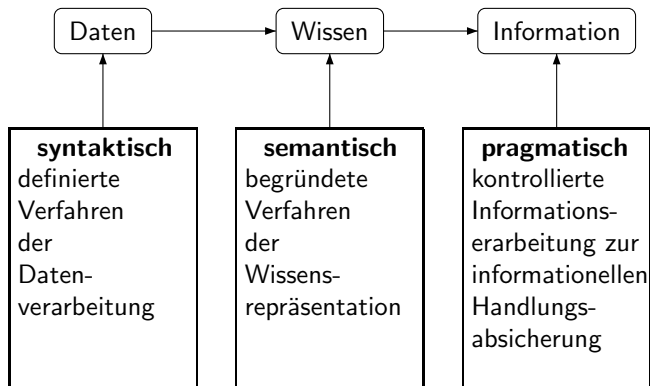 Daten
Wissen
Information
syntaktisch
definierte
Verfahren
der
Daten-
verarbeitung
semantisch
begründete
Verfahren
der
Wissens-
repräsentation
pragmatisch
kontrollierte
Informations-
erarbeitung zur
informationellen
Handlungs-
absicherung